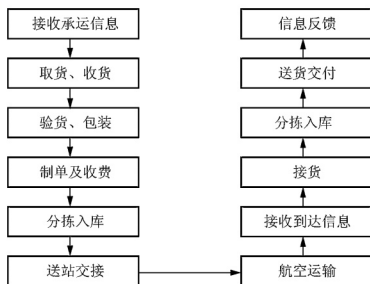 接收承运信息
取货、收货
验货、包装
制单及收费
分拣入库
送站交接
航空运输
接收到达信息
接货
分拣入库
送货交付
信息反馈